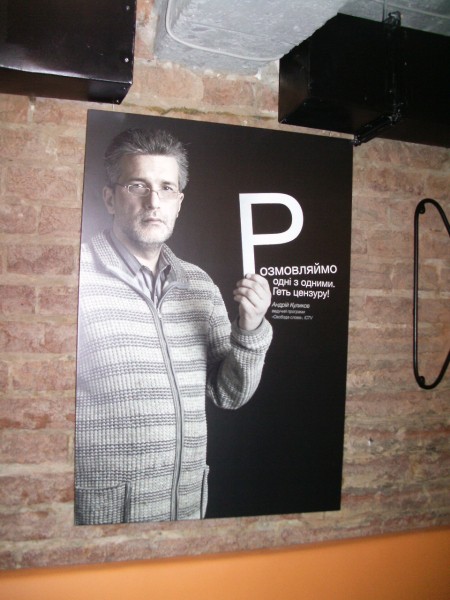 Розмовляймо
одні з одними.
Геть цензуру!
Андрій Куликов
ведучий програми
«Свобода слова», ICTV